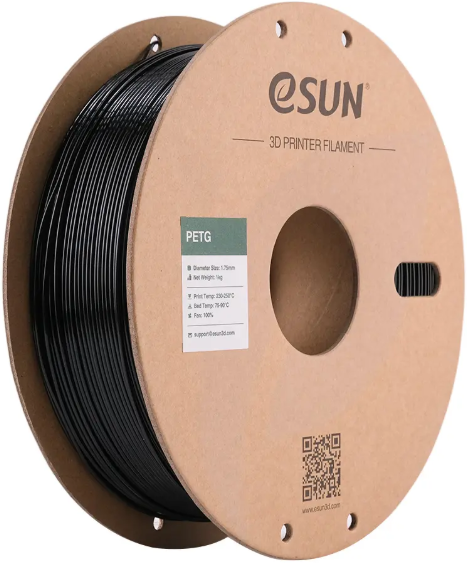 eSUN®
3D PRINTER FILAMENT
PETG
Diameter Size: 1.75mm
Net Weight: 1kg
Print Temp: 230-250°C
Bed Temp: 70-90°C
Fan: 100%
support@esun3d.com
www.esun3d.com